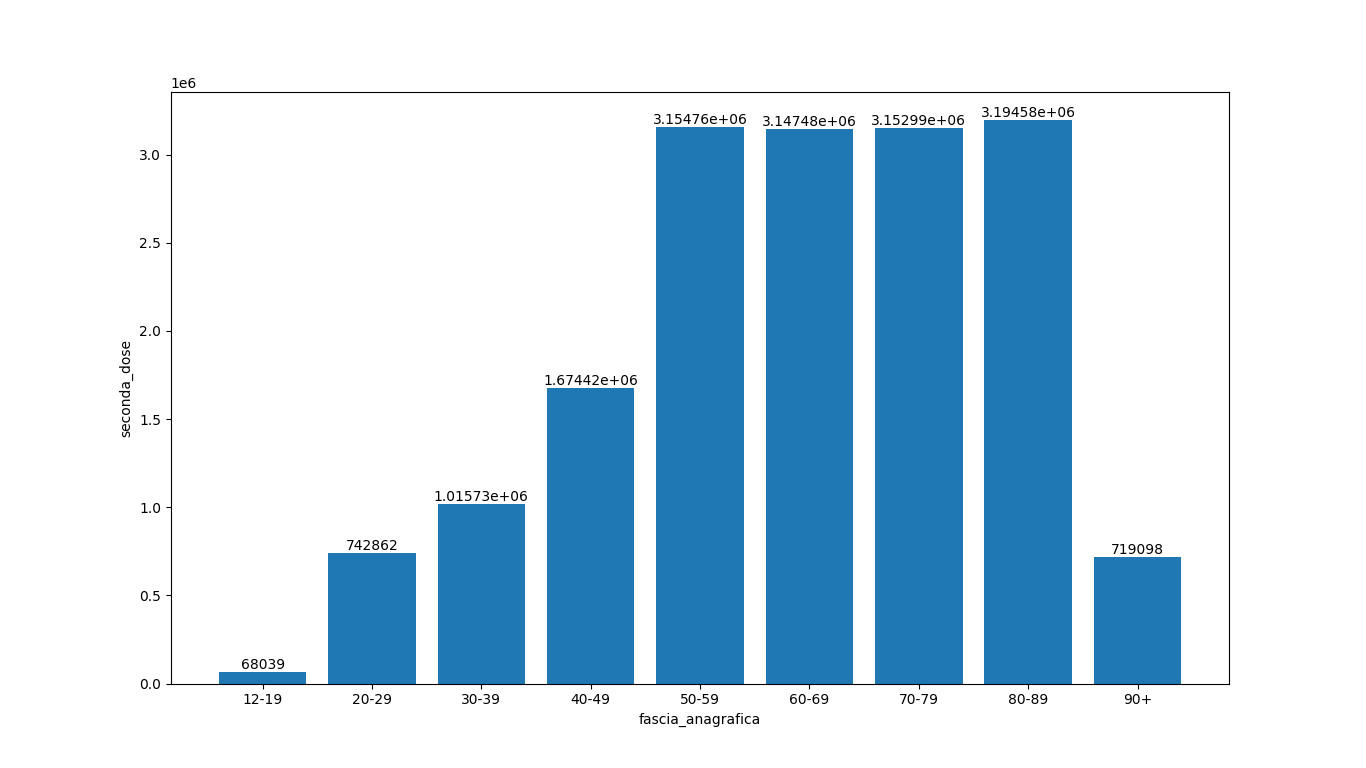 1e6
3.19458e+06
3.15476e+06
3.14748e+06
3.15299e+06
3.0
2.5
2.0
1.67442e+06
1.5
1.01573e+06
1.0
742862
719098
0.5
68039
0.0
seconda_dose
12-19 20-29 30-39 40-49 50-59 60-69 70-79 80-89 90+
fascia_anagrafica